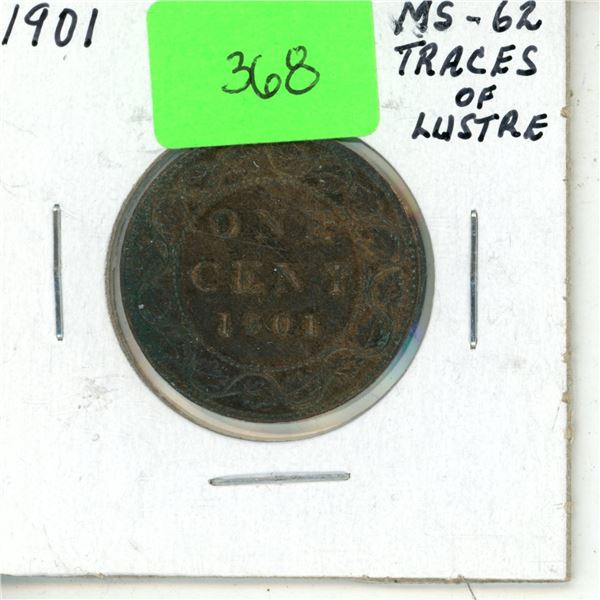 1901
368
MS-62
TRACES
OF
LUSTRE
ONE
CENT
1901